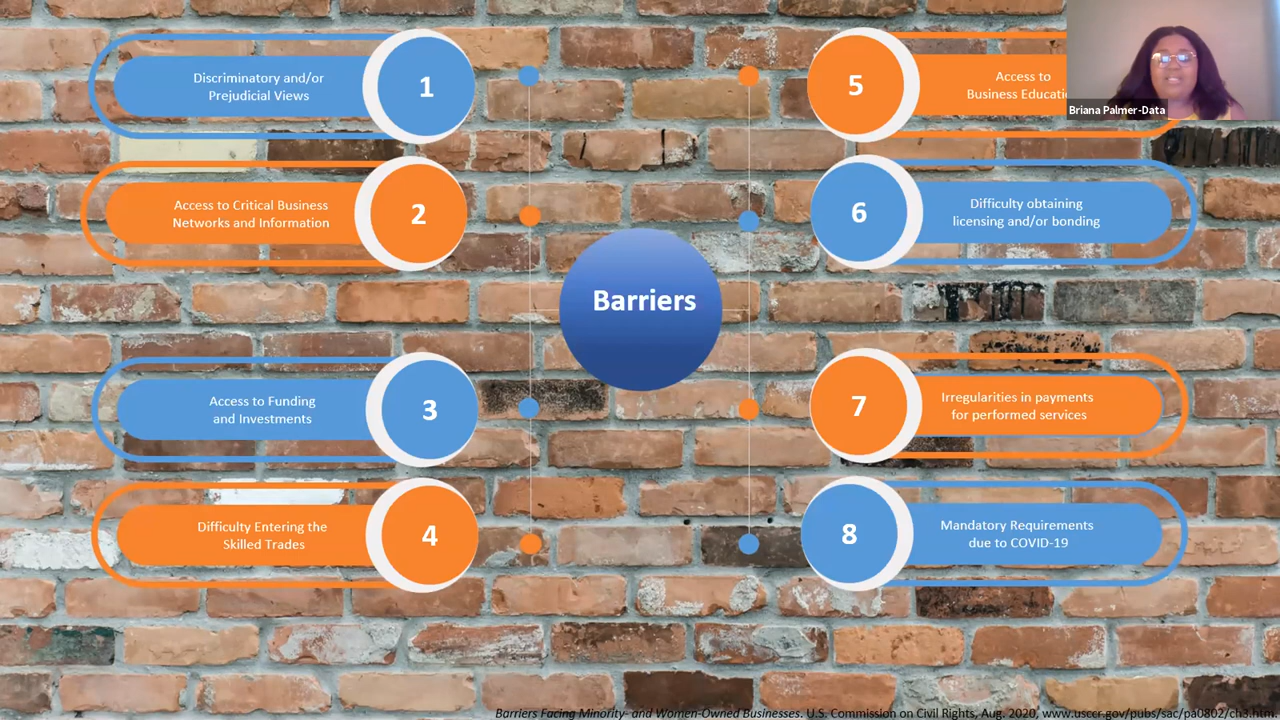 Discriminatory and/or
Prejudicial Views
1
Access to Critical Business
Networks and Information
2
Access to Funding
and Investments
3
Difficulty Entering the
Skilled Trades
4
Barriers
5
Access to
Business Educati
6
Difficulty obtaining
licensing and/or bonding
7
Irregularities in payments
for performed services
8
Mandatory Requirements
due to COVID-19
Briana Palmer-Data
Barriers Facing Minority- and Women-Owned Businesses. U.S. Commission on Civil Rights, Aug. 2020, www.usccr.gov/pubs/sac/pa0802/ch3.htm